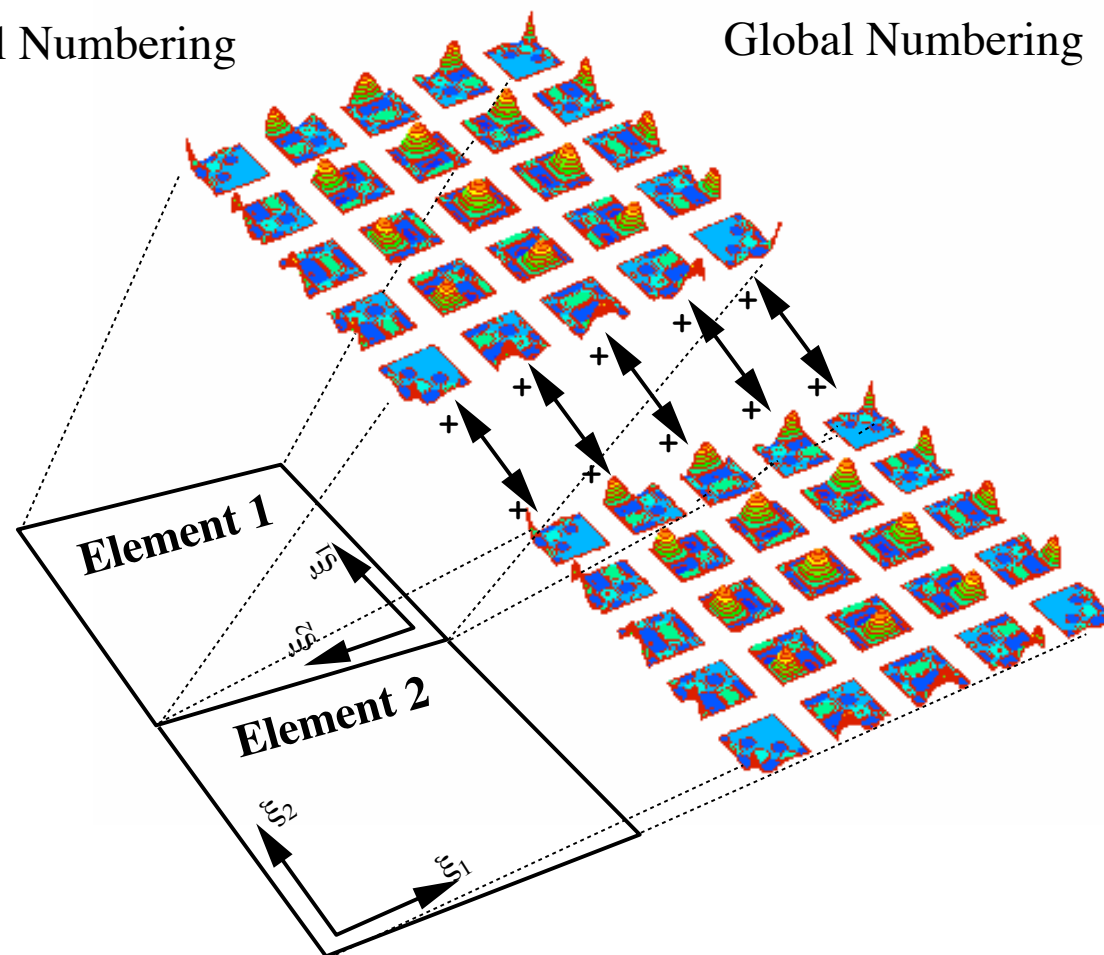 l Numbering
Global Numbering
+
+
+
+
+
+
+
+
+
+
Element 1
ξ1
ξ2
Element 2
ξ2
ξ1